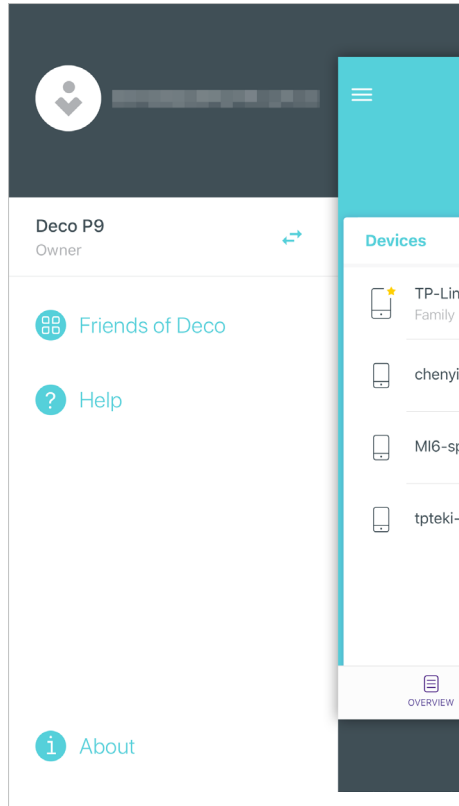 Deco P9
Owner
Friends of Deco
? Help
i About
Devices
TP-Lin
Family
chenyi
MI6-sp
tpteki-
OVERVIEW